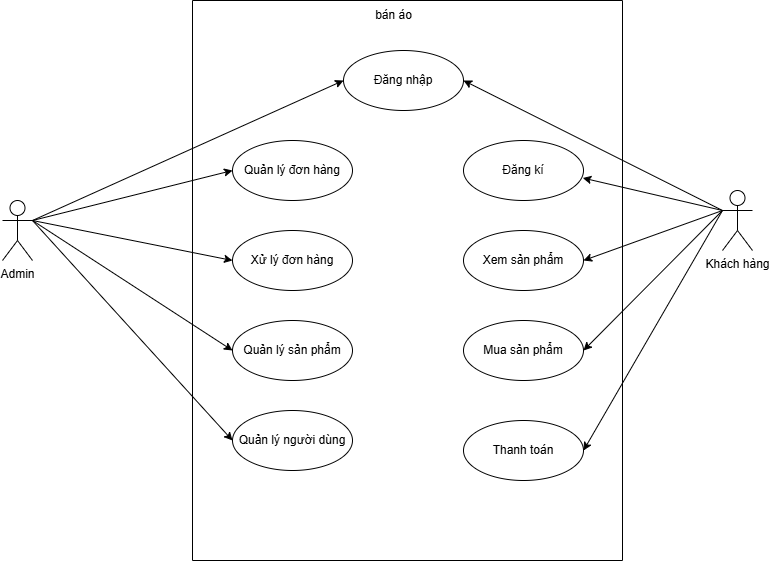 bán áo
Đăng nhập
Quản lý đơn hàng
Đăng kí
Xử lý đơn hàng
Xem sản phẩm
Admin
Khách hàng
Quản lý sản phẩm
Mua sản phẩm
Quản lý người dùng
Thanh toán